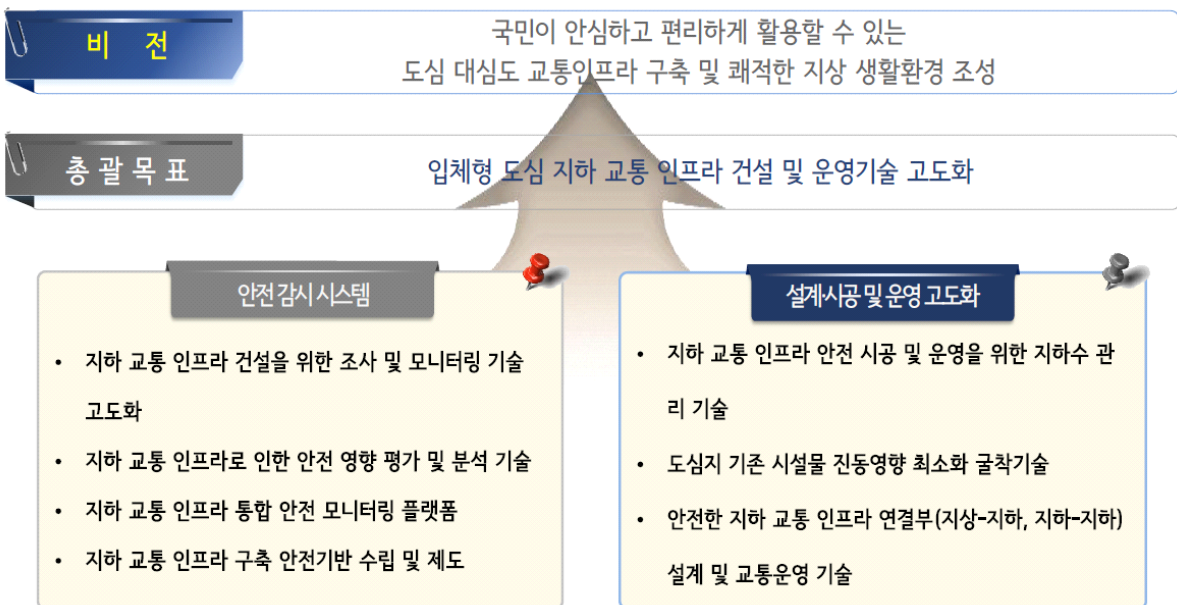 비 전
국민이 안심하고 편리하게 활용할 수 있는
도심 대심도 교통인프라 구축 및 쾌적한 지상 생활환경 조성
총 괄 목 표
입체형 도심 지하 교통 인프라 건설 및 운영기술 고도화
안전 감시 시스템
• 지하 교통 인프라 건설을 위한 조사 및 모니터링 기술
고도화
• 지하 교통 인프라로 인한 안전 영향 평가 및 분석 기술
• 지하 교통 인프라 통합 안전 모니터링 플랫폼
• 지하 교통 인프라 구축 안전기반 수립 및 제도
설계·시공 및 운영 고도화
• 지하 교통 인프라 안전 시공 및 운영을 위한 지하수 관
리 기술
• 도심지 기존 시설물 진동영향 최소화 굴착기술
• 안전한 지하 교통 인프라 연결부(지상-지하, 지하-지하)
설계 및 교통운영 기술